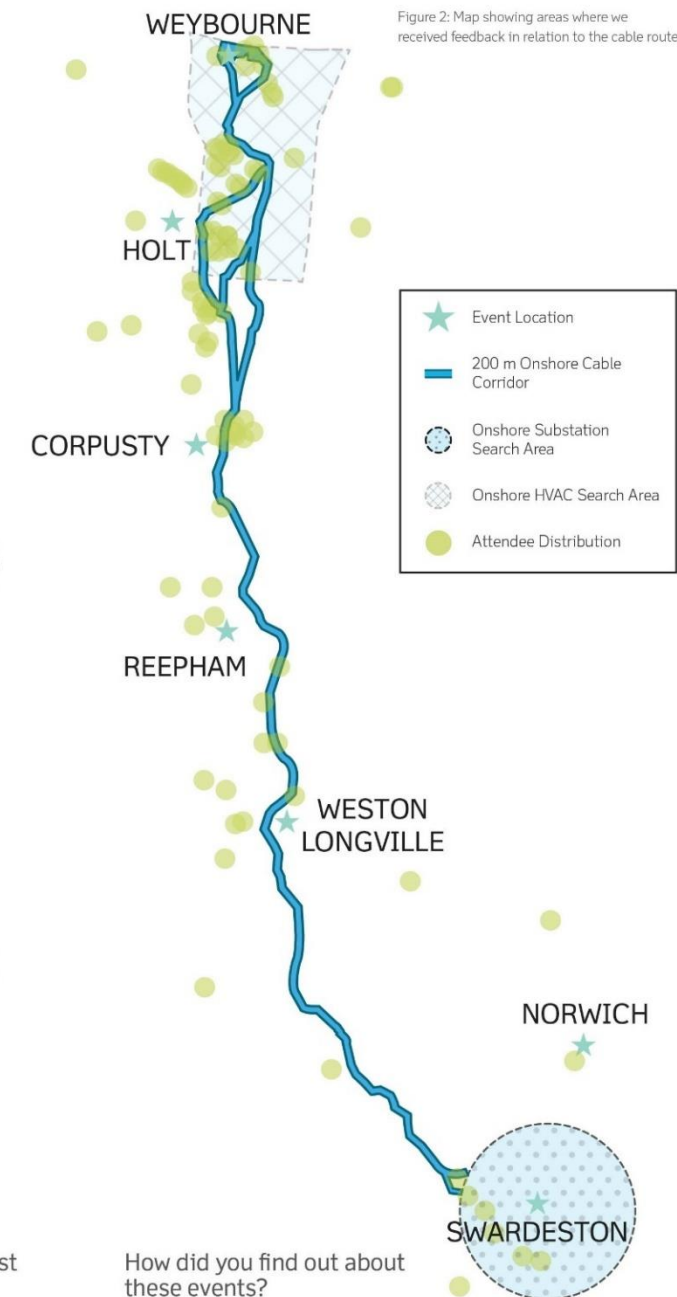 WEYBOURNE
Figure 2: Map showing areas where we
received feedback in relation to the cable route
HOLT
Event Location
200 m Onshore Cable
Corridor
Onshore Substation
Search Area
Onshore HVAC Search Area
Attendee Distribution
CORPUSTY
REEPHAM
WESTON
LONGVILLE
NORWICH
SWARDESTON
st
How did you find out about
these events?